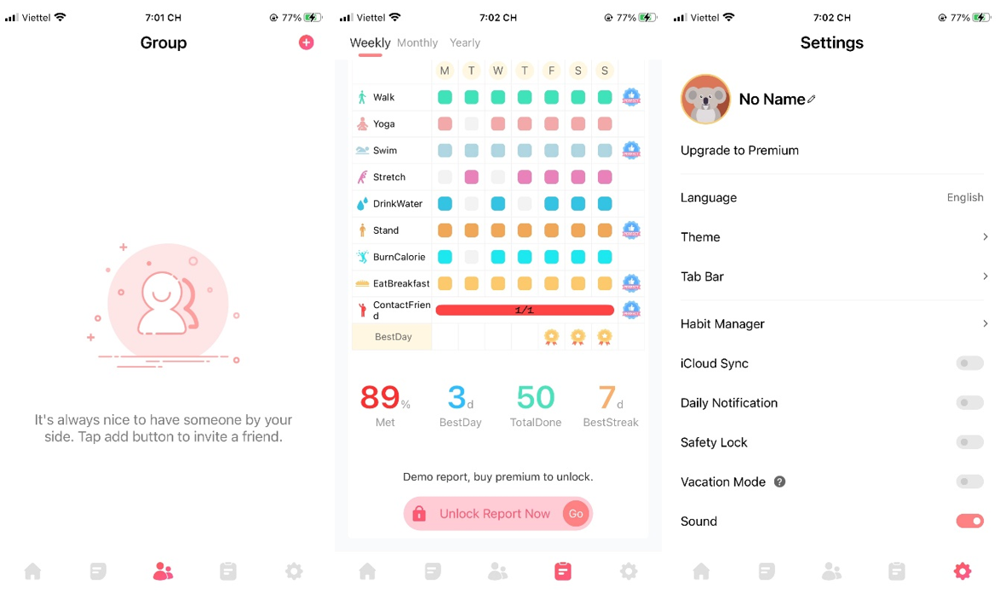 Viettel 7:01 CH 77%
Group
It's always nice to have someone by your
side. Tap add button to invite a friend.
Viettel 7:02 CH 77%
Weekly Monthly Yearly
M T W T F S S
Walk
PERFECT
Yoga
Swim
PERFECT
Stretch
DrinkWater
Stand
PERFECT
BurnCalorie
EatBreakfast
PERFECT
ContactFrien
d
1/1
PERFECT
BestDay
89% 3d 50 7d
Met BestDay TotalDone BestStreak
Demo report, buy premium to unlock.
Unlock Report Now Go
Viettel 7:02 CH 77%
Settings
No Name
Upgrade to Premium
Language English
Theme
Tab Bar
Habit Manager
iCloud Sync
Daily Notification
Safety Lock
Vacation Mode ?
Sound